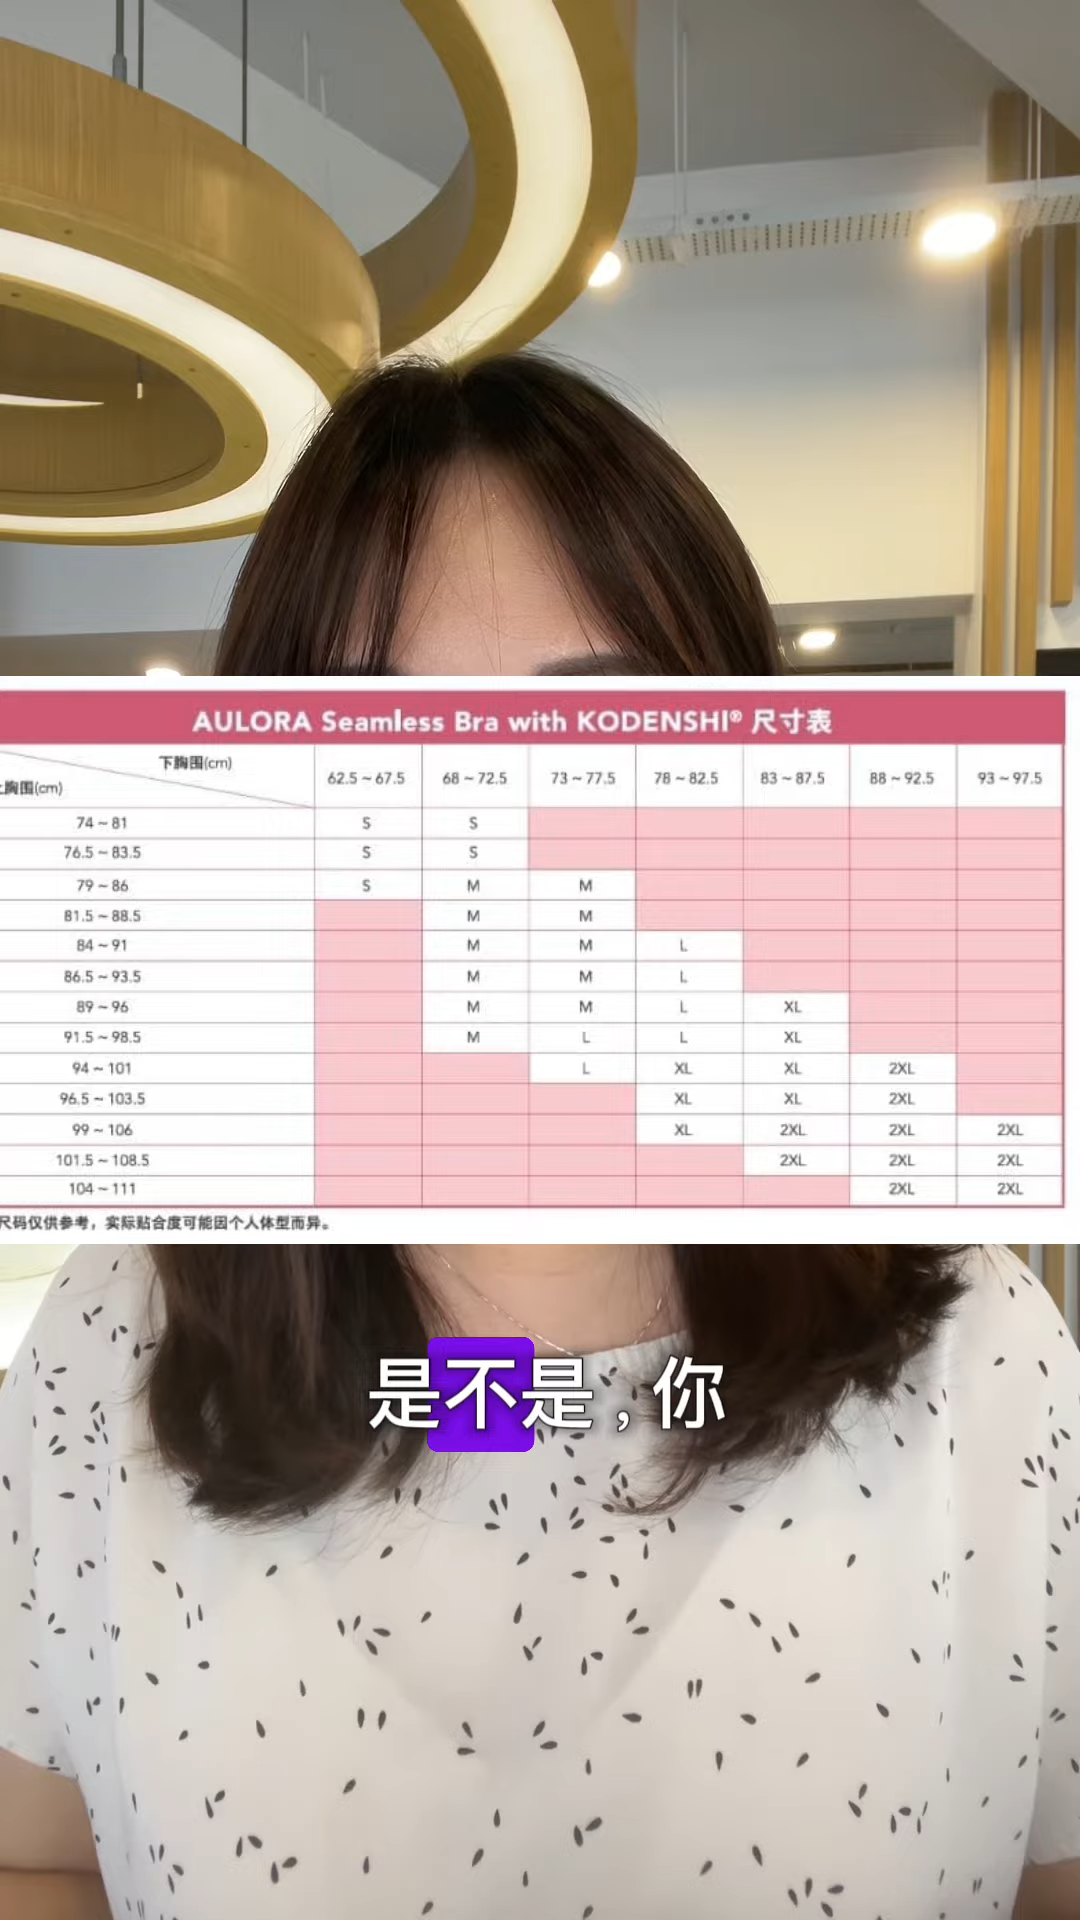 AULORA Seamless Bra with KODENSHI® 尺寸表
下胸围(cm) 62.5 ~ 67.5 68 ~ 72.5 73 ~ 77.5 78 ~ 82.5 83 ~ 87.5 88 ~ 92.5 93 ~ 97.5
胸围(cm)
74 ~ 81 S S
76.5 ~ 83.5 S S
79 ~ 86 S M M
81.5 ~ 88.5 M M
84 ~ 91 M M L
86.5 ~ 93.5 M M L
89 ~ 96 M M L XL
91.5 ~ 98.5 M L L XL
94 ~ 101 L XL XL 2XL
96.5 ~ 103.5 XL XL 2XL
99 ~ 106 XL 2XL 2XL 2XL
101.5 ~ 108.5 2XL 2XL 2XL
104 ~ 111 2XL 2XL
尺码仅供参考，实际贴合度可能因个人体型而异。
是不是，你